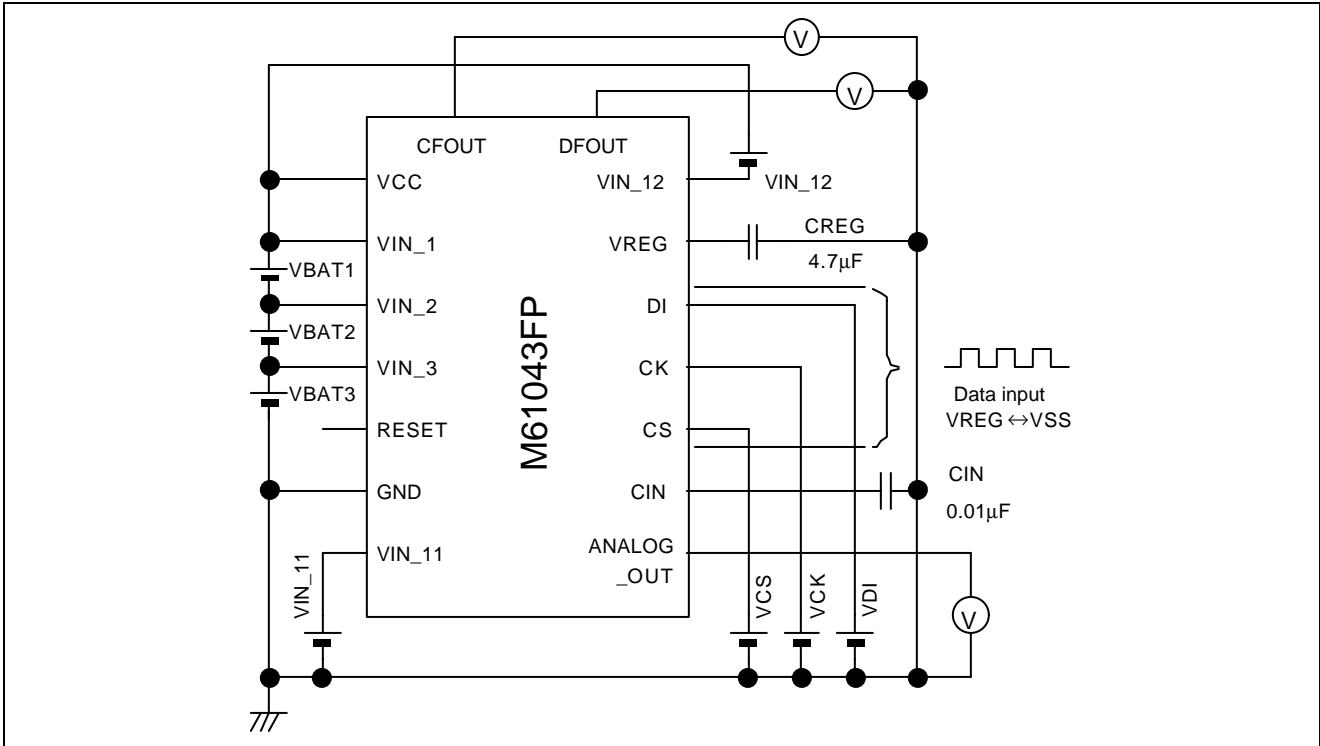 V
V
CFOUT
DFOUT
VCC
VIN_12
VIN_12
VIN_1
VREG
CREG
4.7μF
VBAT1
VIN_2
DI
VBAT2
M61043FP
VIN_3
CK
VBAT3
Data input
VREG ↔VSS
RESET
CS
GND
CIN
CIN
0.01μF
VIN_11
VIN_11
ANALOG
_OUT
VCS
VCK
VDI
V